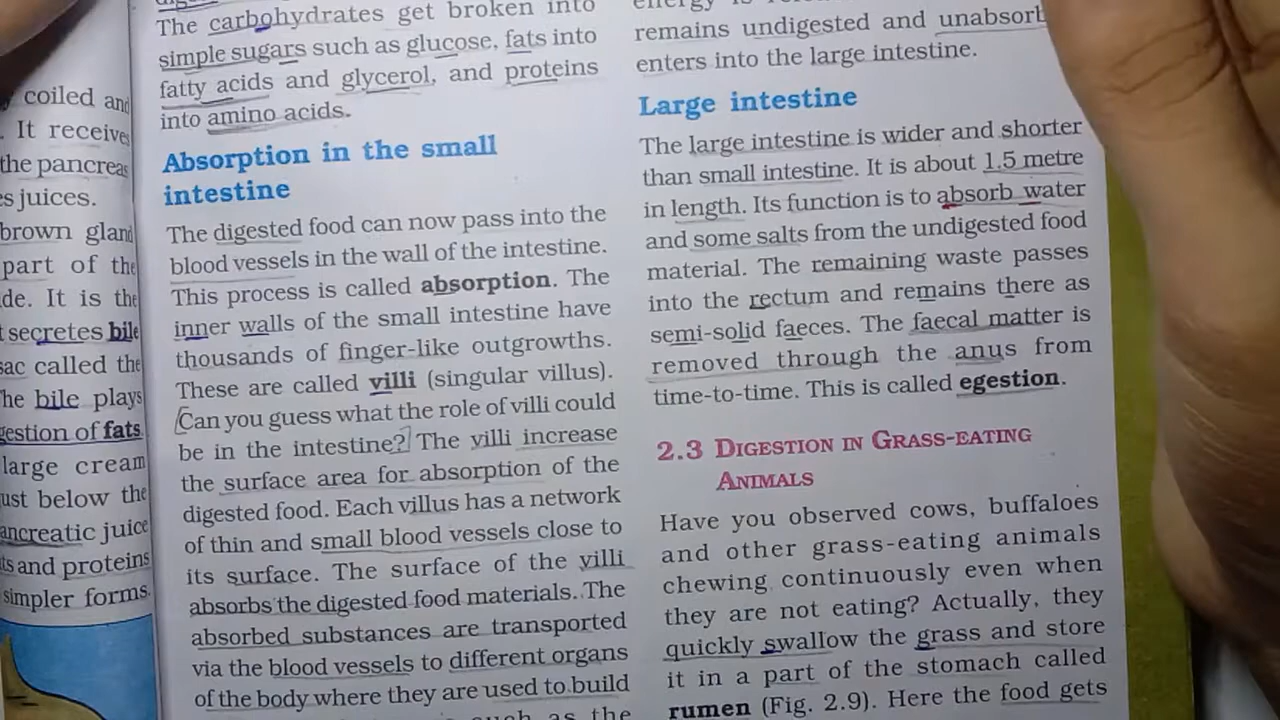 coiled and
. It receives
the pancreas
s juices.
brown gland
part of the
de. It is the
secretes bile
sac called the
he bile plays
estion of fats.
large cream
ust below the
ancreatic juice
ts and proteins
simpler forms.
The carbohydrates get broken into
simple sugars such as glucose, fats into
fatty acids and glycerol, and proteins
into amino acids.
Absorption in the small
intestine
The digested food can now pass into the
blood vessels in the wall of the intestine.
This process is called absorption. The
inner walls of the small intestine have
thousands of finger-like outgrowths.
These are called villi (singular villus).
Can you guess what the role of villi could
be in the intestine? The villi increase
the surface area for absorption of the
digested food. Each villus has a network
of thin and small blood vessels close to
its surface. The surface of the villi
absorbs the digested food materials. The
absorbed substances are transported
via the blood vessels to different organs
of the body where they are used to build
such as the
remains undigested and unabsorb
enters into the large intestine.
Large intestine
The large intestine is wider and shorter
than small intestine. It is about 1.5 metre
in length. Its function is to absorb water
and some salts from the undigested food
material. The remaining waste passes
into the rectum and remains there as
semi-solid faeces. The faecal matter is
removed through the anus from
time-to-time. This is called egestion.
2.3 DIGESTION IN GRASS-EATING
ANIMALS
Have you observed cows, buffaloes
and other grass-eating animals
chewing continuously even when
they are not eating? Actually, they
quickly swallow the grass and store
it in a part of the stomach called
rumen (Fig. 2.9). Here the food gets